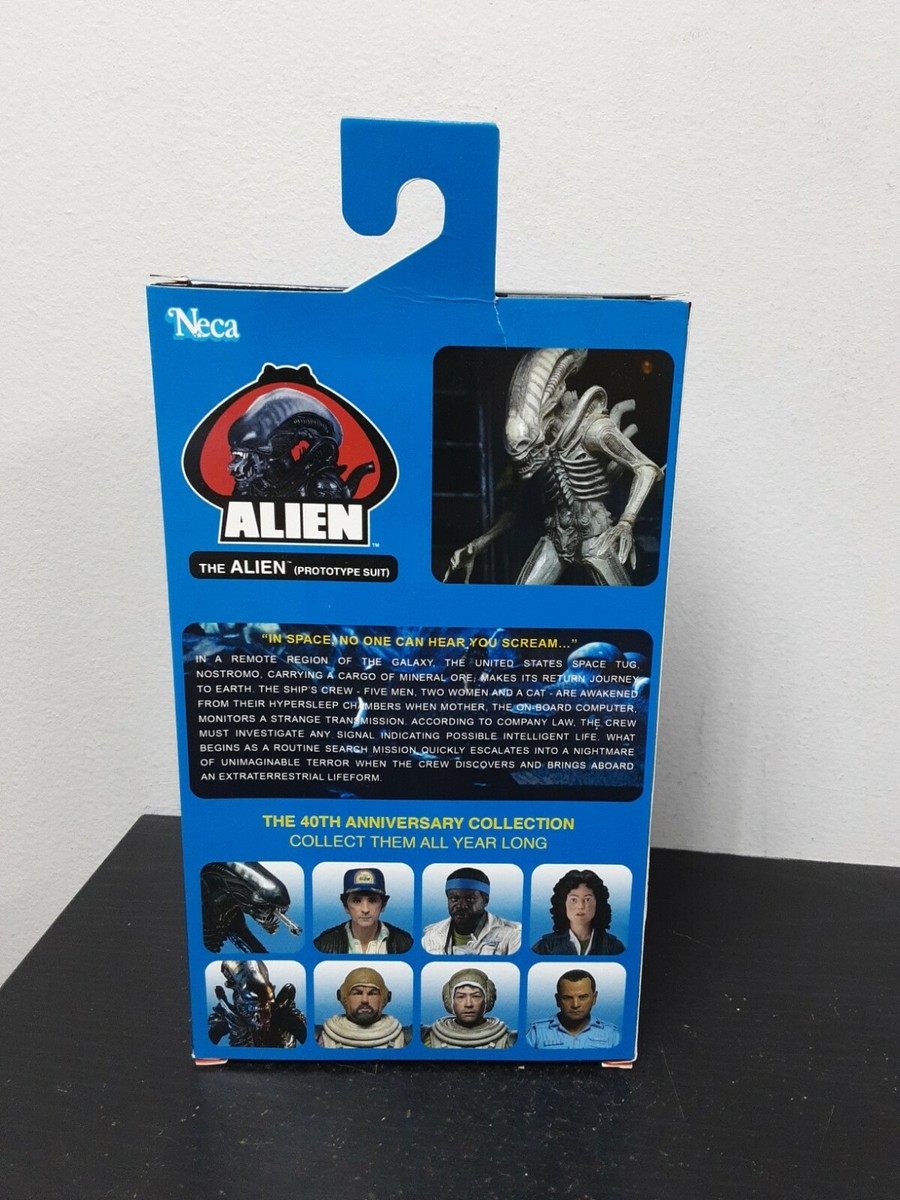 Neca
ALIEN™
THE ALIEN™ (PROTOTYPE SUIT)
"IN SPACE NO ONE CAN HEAR YOU SCREAM..."
IN A REMOTE REGION OF THE GALAXY, THE UNITED STATES SPACE TUG,
NOSTROMO, CARRYING A CARGO OF MINERAL ORE, MAKES ITS RETURN JOURNEY
TO EARTH. THE SHIP'S CREW - FIVE MEN, TWO WOMEN AND A CAT - ARE AWAKENED
FROM THEIR HYPERSLEEP CHAMBERS WHEN MOTHER, THE ON-BOARD COMPUTER,
MONITORS A STRANGE TRANSMISSION. ACCORDING TO COMPANY LAW, THE CREW
MUST INVESTIGATE ANY SIGNAL INDICATING POSSIBLE INTELLIGENT LIFE. WHAT
BEGINS AS A ROUTINE SEARCH MISSION QUICKLY ESCALATES INTO A NIGHTMARE
OF UNIMAGINABLE TERROR WHEN THE CREW DISCOVERS AND BRINGS ABOARD
AN EXTRATERRESTRIAL LIFEFORM.
THE 40TH ANNIVERSARY COLLECTION
COLLECT THEM ALL YEAR LONG